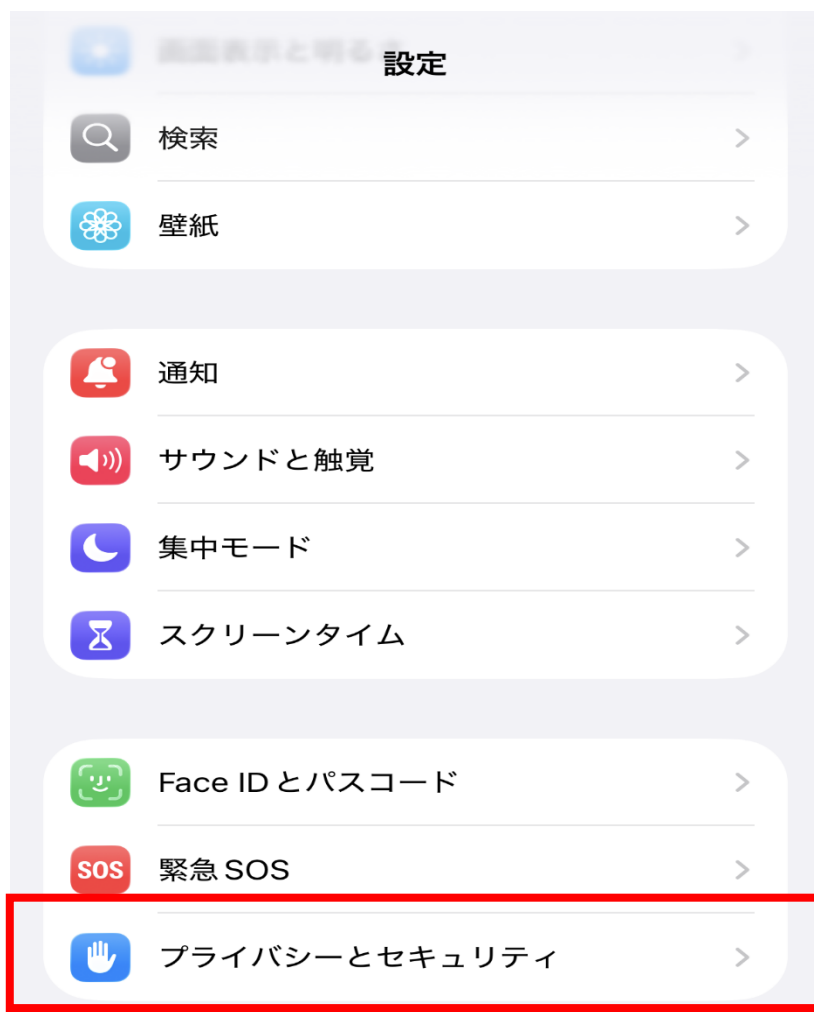 設定
検索
壁紙
通知
サウンドと触覚
集中モード
スクリーンタイム
Face IDとパスコード
SOS 緊急SOS
プライバシーとセキュリティ